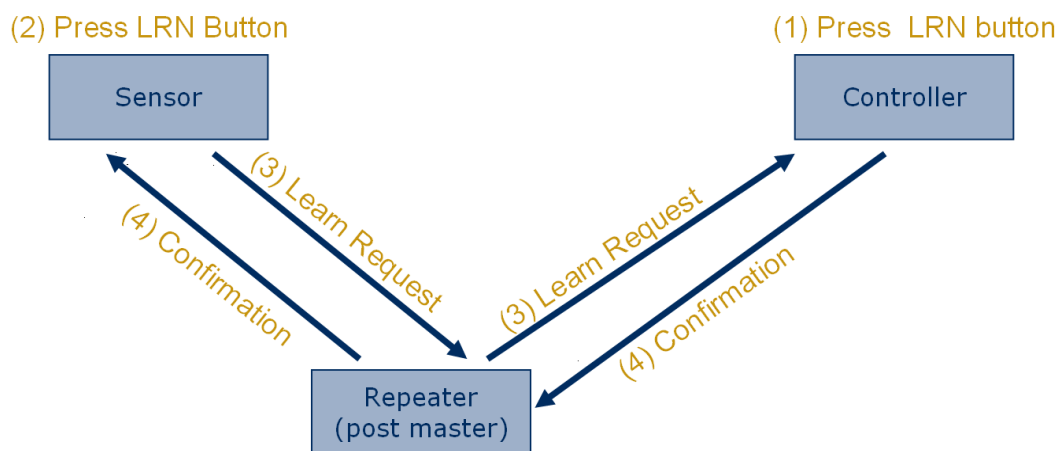 (2) Press LRN Button
(1) Press LRN button
Sensor
Controller
(3) Learn Request
(4) Confirmation
(3) Learn Request
(4) Confirmation
Repeater
(post master)